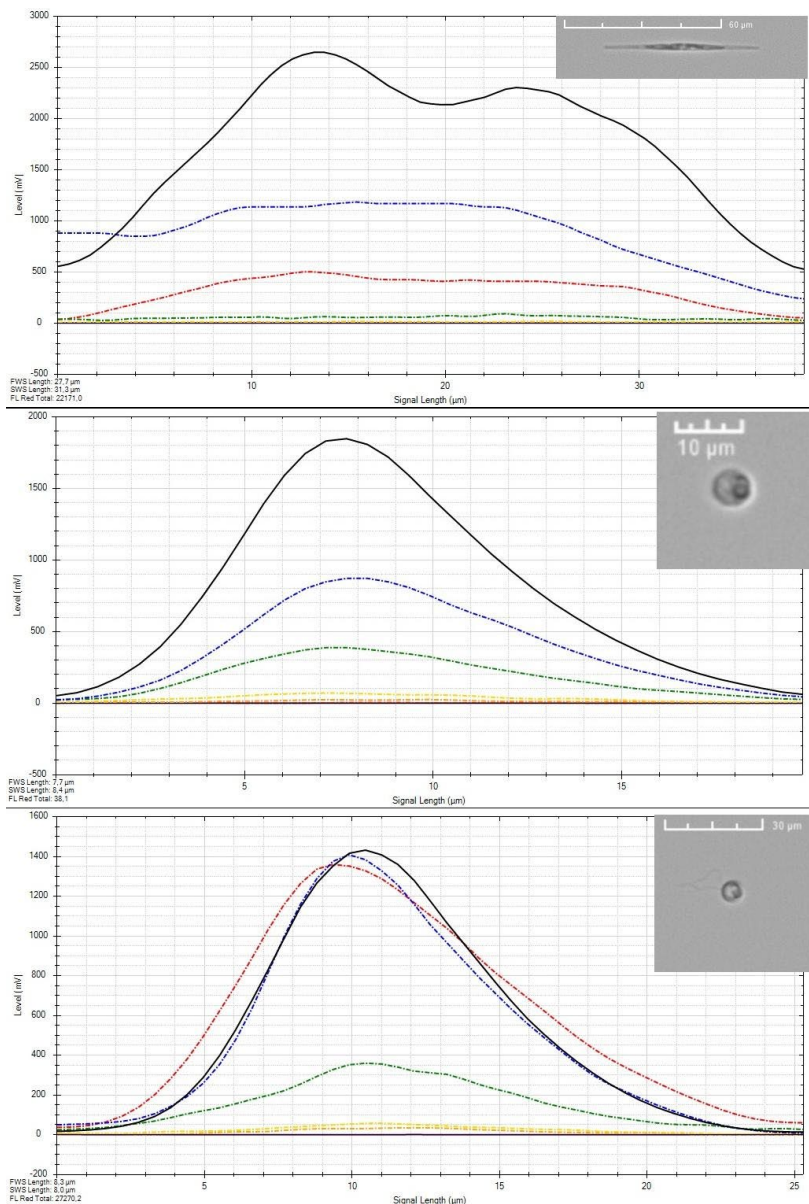 3000
60 µm
2500
2000
1500
Level [mV]
1000
500
0
-500
10
20
30
FWS Length: 27,7 µm
SWS Length: 31,3 µm
FL Red Total: 22171,0
Signal Length (µm)
2000
10 µm
1500
1000
Level [mV]
500
0
-500
5
10
15
FWS Length: 7,7 µm
SWS Length: 8,4 µm
FL Red Total: 38,1
Signal Length (µm)
1600
30 µm
1400
1200
1000
800
Level [mV]
600
400
200
0
-200
5
10
15
20
25
FWS Length: 8,3 µm
SWS Length: 8,0 µm
FL Red Total: 27270,2
Signal Length (µm)